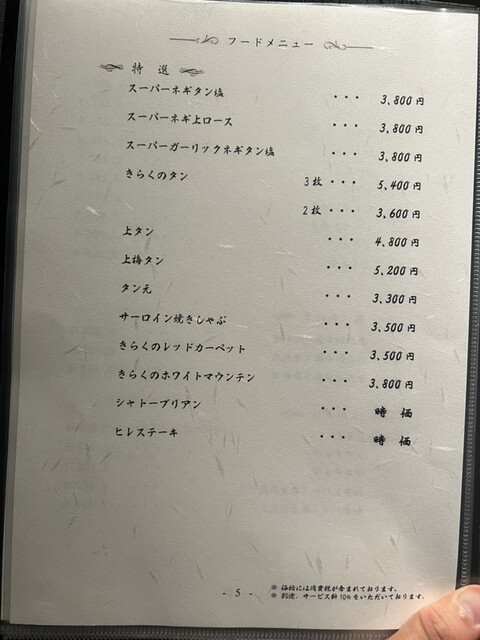 フードメニュー
特選
スーパーネギタン塩 ・・・ 3,800円
スーパーネギ上ロース ・・・ 3,800円
スーパーガーリックネギタン塩 ・・・ 3,800円
きらくのタン 3枚・・・ 5,400円
2枚・・・ 3,600円
上タン ・・・ 4,800円
上梅タン ・・・ 5,200円
タン元 ・・・ 3,300円
サーロイン焼きしゃぶ ・・・ 3,500円
きらくのレッドカーペット ・・・ 3,500円
きらくのホワイトマウンテン ・・・ 3,800円
シャトーブリアン ・・・ 時価
ヒレステーキ ・・・ 時価
- 5 -
※ 価格には消費税が含まれております。
※ 別途、サービス料10%をいただいております。